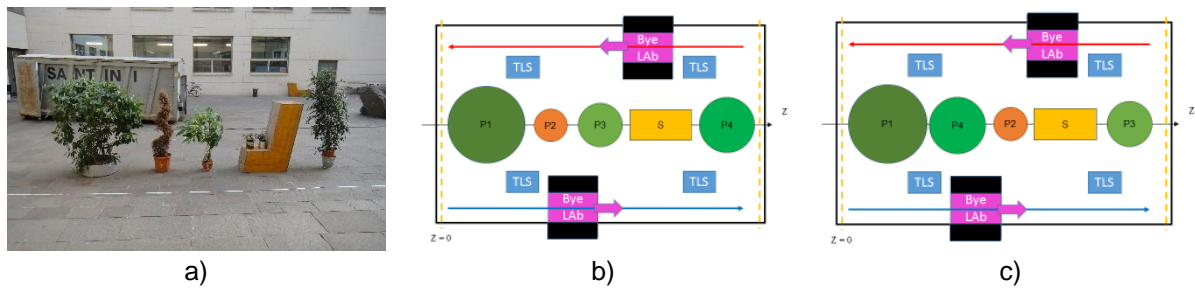 SANTINI
a)
Bye
LAb
TLS
TLS
P1
P2
P3
S
P4
Z
TLS
TLS
Bye
LAb
Z = 0
b)
Bye
LAb
TLS
TLS
P1
P4
P2
S
P3
Z
TLS
TLS
Bye
LAb
Z = 0
c)